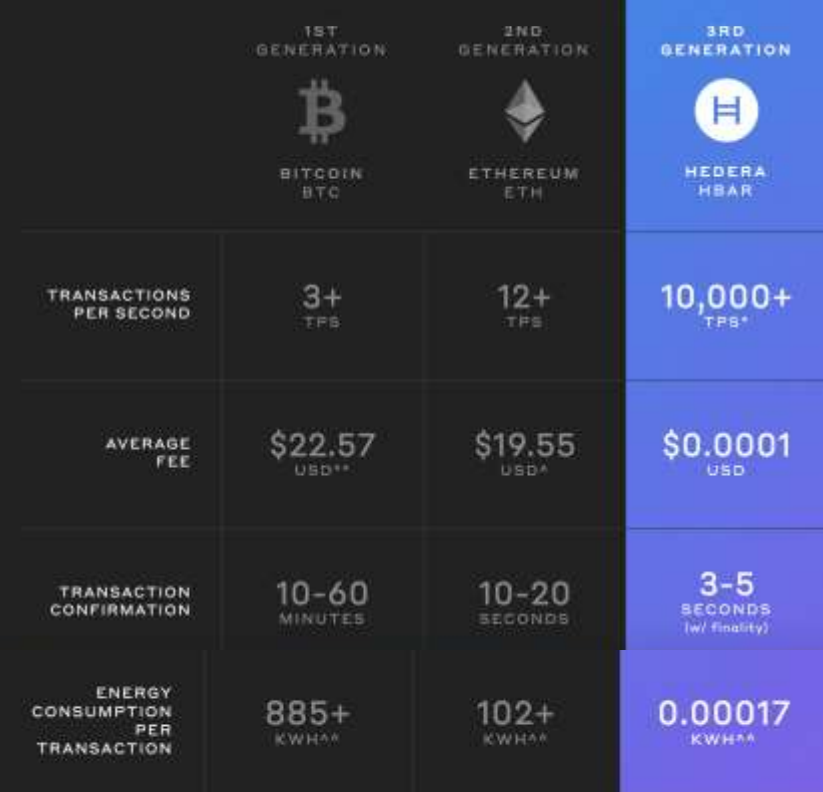 1ST
GENERATION
2ND
GENERATION
3RD
GENERATION
BITCOIN
BTC
ETHEREUM
ETH
HEDERA
HBAR
TRANSACTIONS
PER SECOND
3+
TPS
12+
TPS
10,000+
TPS*
AVERAGE
FEE
$22.57
USD**
$19.55
USD^
$0.0001
USD
TRANSACTION
CONFIRMATION
10-60
MINUTES
10-20
SECONDS
3-5
SECONDS
(w/ finality)
ENERGY
CONSUMPTION
PER
TRANSACTION
885+
KWH^^
102+
KWH^^
0.00017
KWH^^